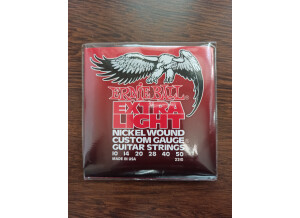 ERNIE BALL
EXTRA
LIGHT
NICKEL WOUND
CUSTOM GAUGE
GUITAR STRINGS
10 14 20 28 40 50
MADE IN USA 2210